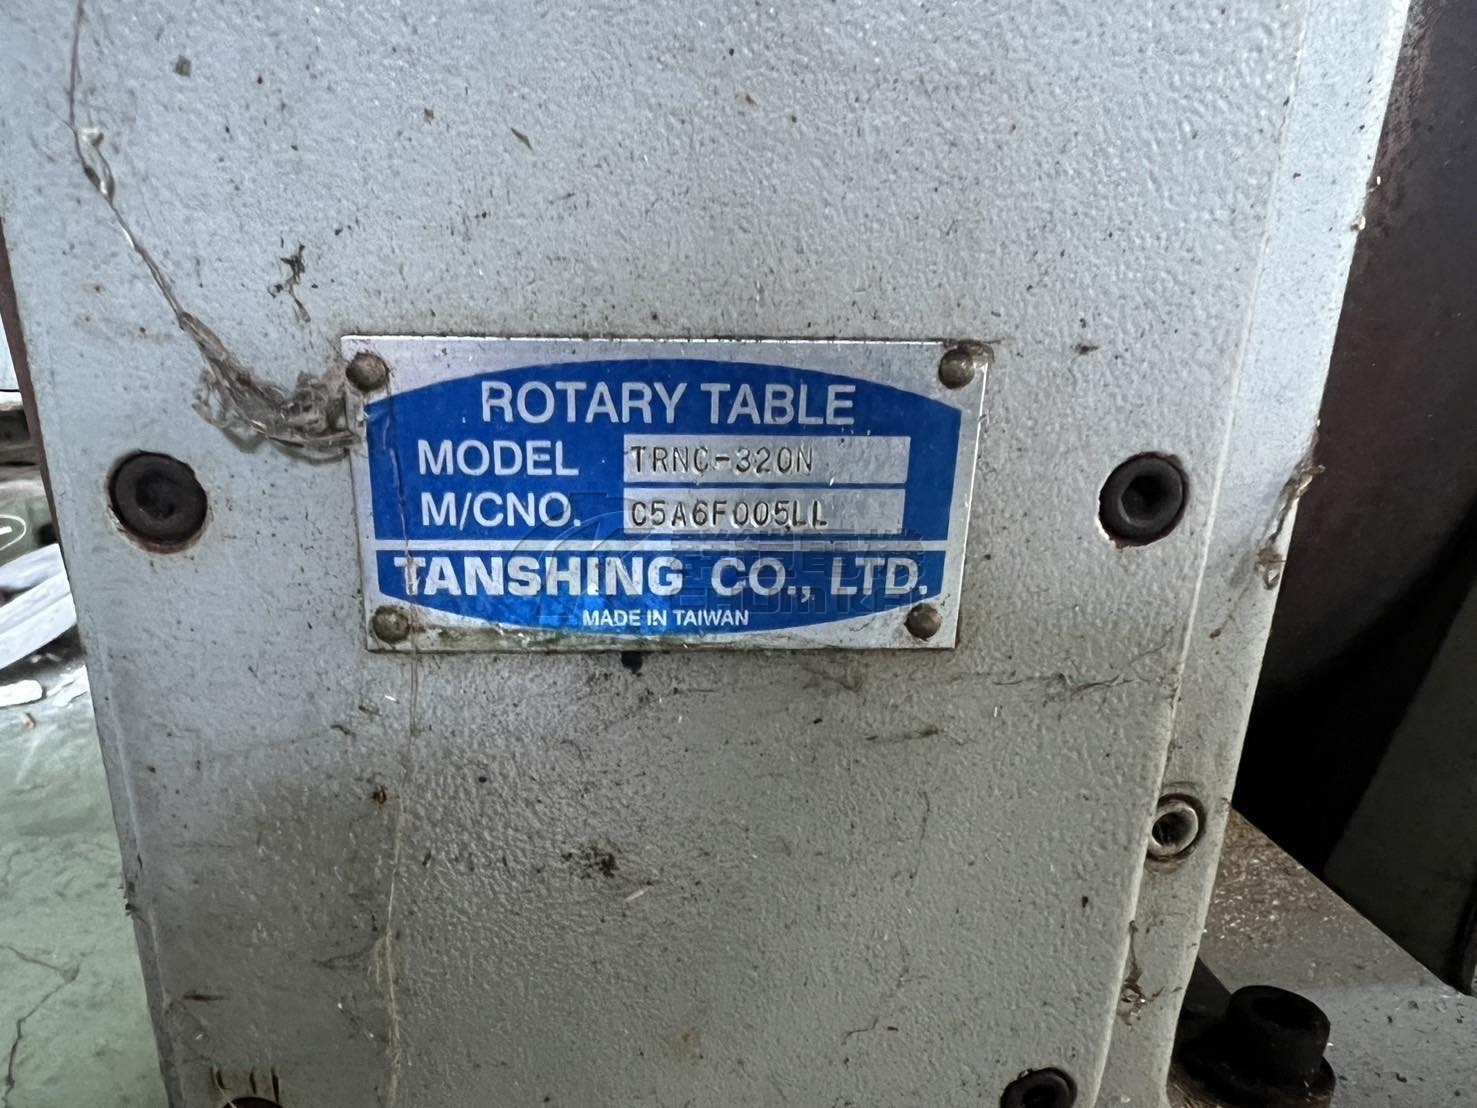 ROTARY TABLE
MODEL TRNC-320N
M/CNO. C5A6F005LL
TANSHING CO., LTD.
MADE IN TAIWAN